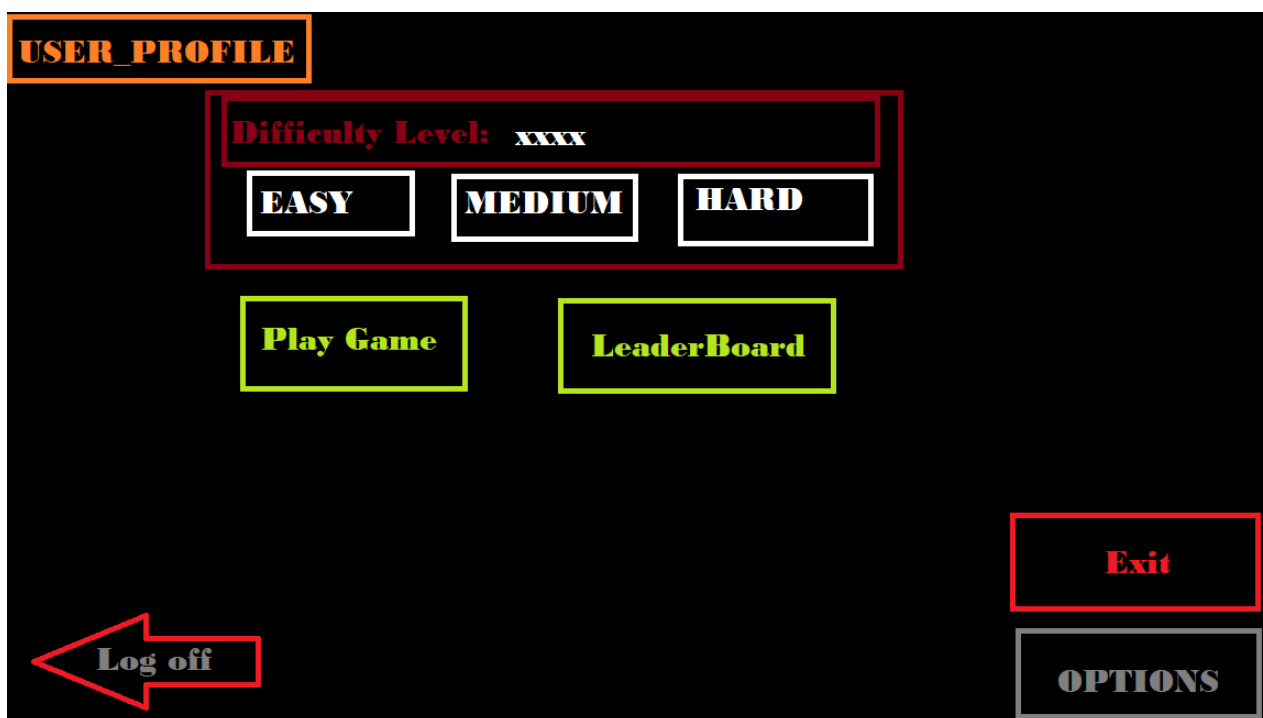 USER_PROFILE
Difficulty Level: xxxx
EASY MEDIUM HARD
Play Game LeaderBoard
Exit
Log off
OPTIONS